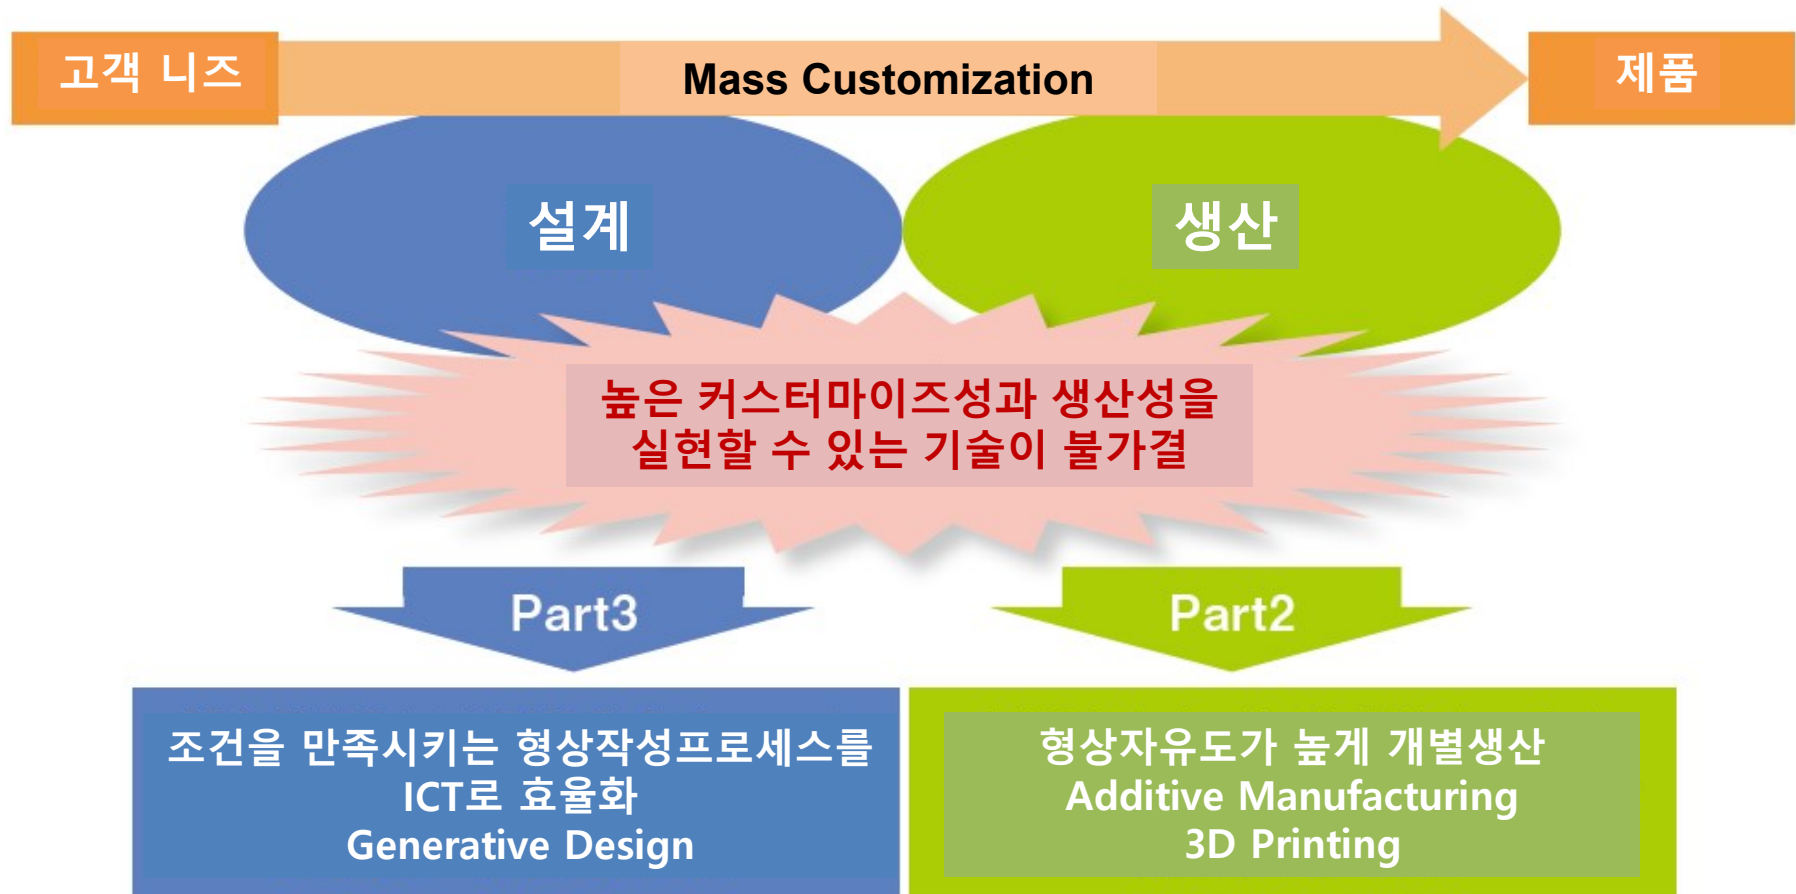 고객 니즈
Mass Customization
제품
설계
생산
높은 커스터마이즈성과 생산성을
실현할 수 있는 기술이 불가결
Part3
Part2
조건을 만족시키는 형상작성프로세스를
ICT로 효율화
Generative Design
형상자유도가 높게 개별생산
Additive Manufacturing
3D Printing